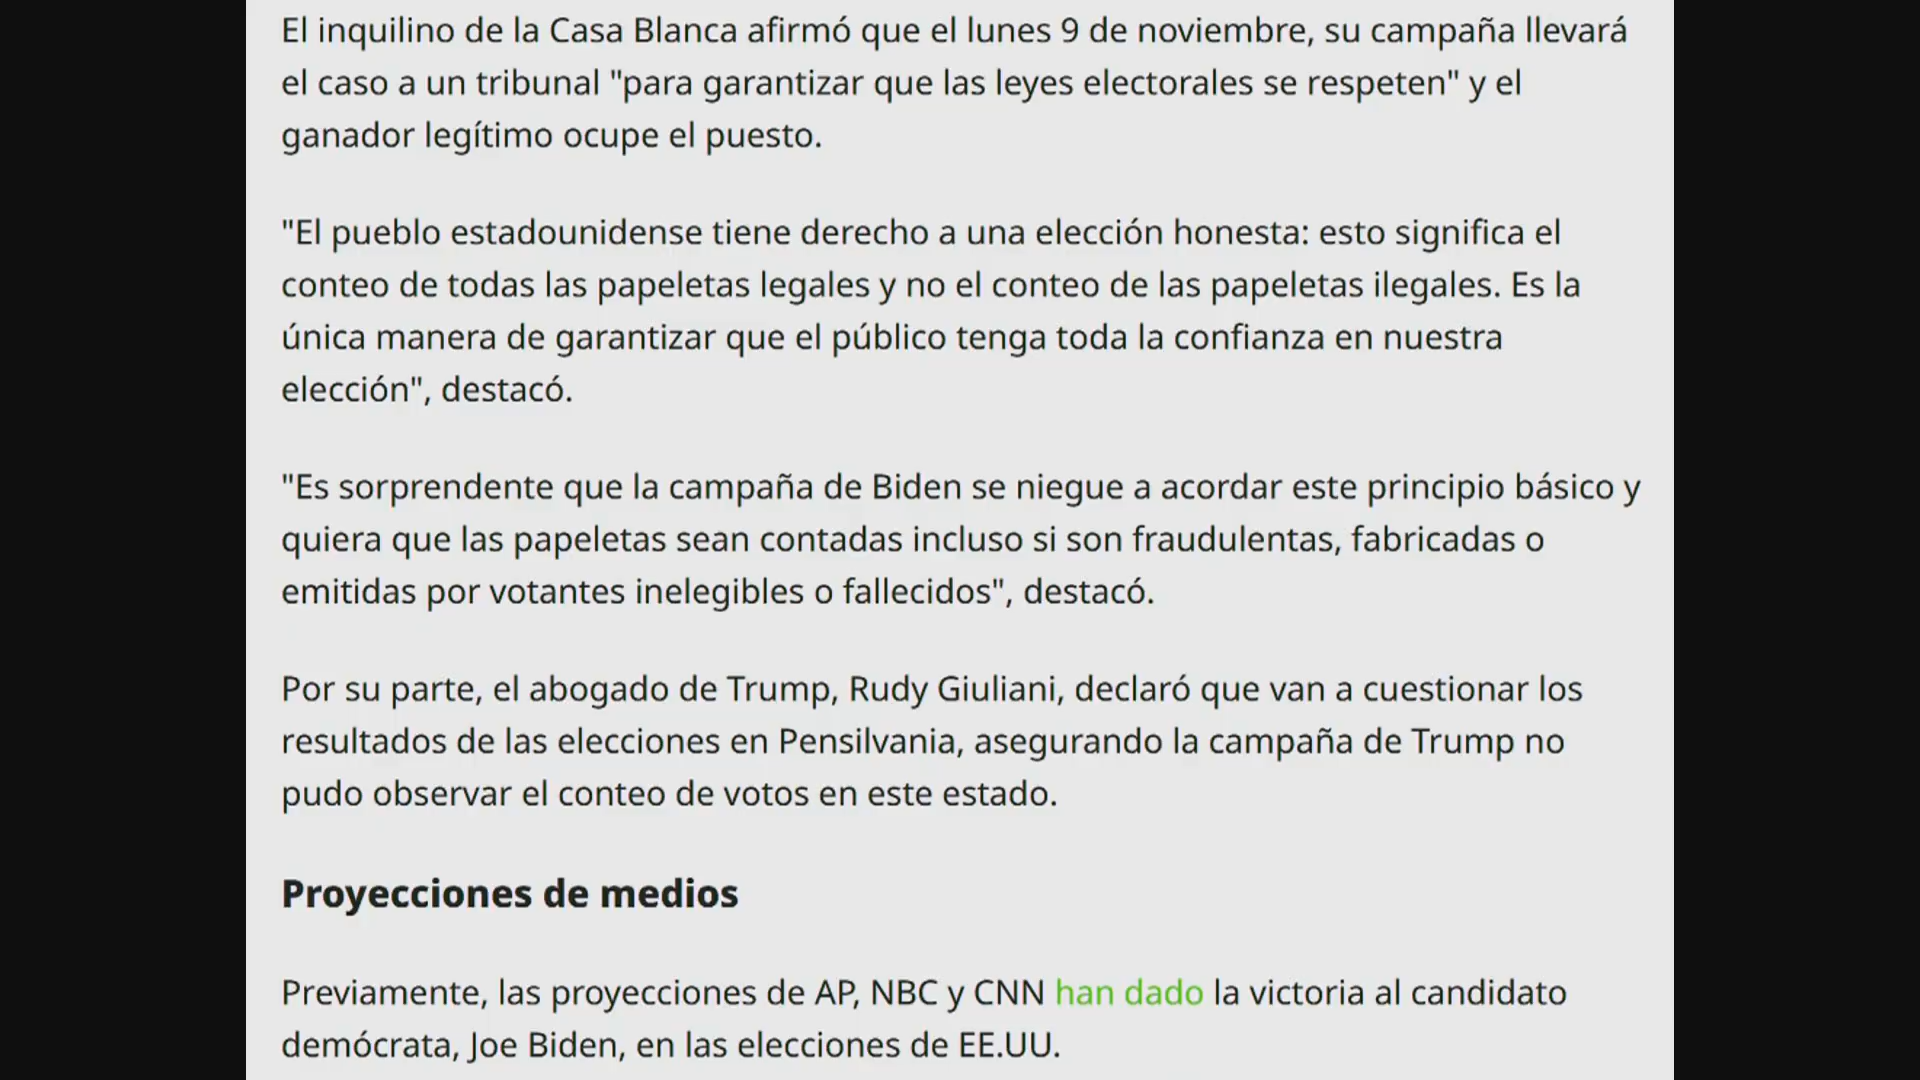 El inquilino de la Casa Blanca afirmó que el lunes 9 de noviembre, su campaña llevará
el caso a un tribunal "para garantizar que las leyes electorales se respeten" y el
ganador legítimo ocupe el puesto.
"El pueblo estadounidense tiene derecho a una elección honesta: esto significa el
conteo de todas las papeletas legales y no el conteo de las papeletas ilegales. Es la
única manera de garantizar que el público tenga toda la confianza en nuestra
elección", destacó.
"Es sorprendente que la campaña de Biden se niegue a acordar este principio básico y
quiera que las papeletas sean contadas incluso si son fraudulentas, fabricadas o
emitidas por votantes inelegibles o fallecidos", destacó.
Por su parte, el abogado de Trump, Rudy Giuliani, declaró que van a cuestionar los
resultados de las elecciones en Pensilvania, asegurando la campaña de Trump no
pudo observar el conteo de votos en este estado.
Proyecciones de medios
Previamente, las proyecciones de AP, NBC y CNN han dado la victoria al candidato
demócrata, Joe Biden, en las elecciones de EE.UU.